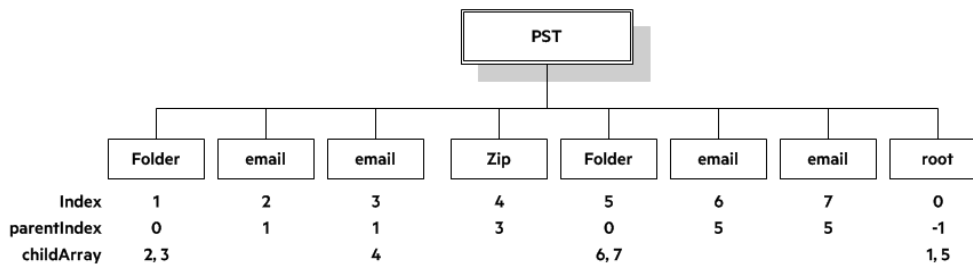 PST
Folder email email Zip Folder email email root
Index 1 2 3 4 5 6 7 0
parentIndex 0 1 1 3 0 5 5 -1
childArray 2, 3 4 6, 7 1, 5